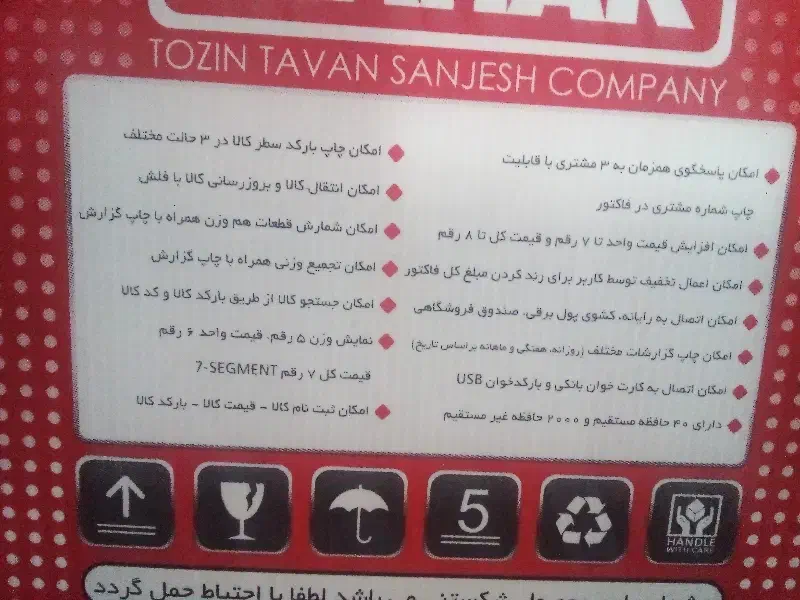 TOZIN TAVAN SANJESH COMPANY
امکان پاسخگوی همزمان به ۳ مشتری با قابلیت
چاپ شماره مشتری در فاکتور
امکان افزایش قیمت واحد تا ۷ رقم و قیمت کل تا ۸ رقم
امکان اعمال تخفیف توسط کاربر برای رند کردن مبلغ کل فاکتور
امکان اتصال به رایانه، کشوی پول برقی، صندوق فروشگاهی
امکان چاپ گزارشات مختلف (روزانه، هفتگی و ماهانه براساس تاریخ)
امکان اتصال به کارت خوان بانکی و بارکدخوان USB
دارای ۴۰ حافظه مستقیم و ۲۰۰۰ حافظه غیر مستقیم
امکان چاپ بارکد سطر کالا در ۳ حالت مختلف
امکان انتقال کالا و بروزرسانی کالا با فلش
امکان شمارش قطعات هم وزن همراه با چاپ گزارش
امکان تجمیع وزنی همراه با چاپ گزارش
امکان جستجو کالا از طریق بارکد کالا و کد کالا
نمایش وزن ۵ رقم، قیمت واحد ۶ رقم
قیمت کل ۷ رقم 7-SEGMENT
امکان ثبت نام کالا - قیمت کالا - بارکد کالا
5
HANDLE
WITH CARE
شکستنی می باشد لطفا با احتیاط حمل گردد